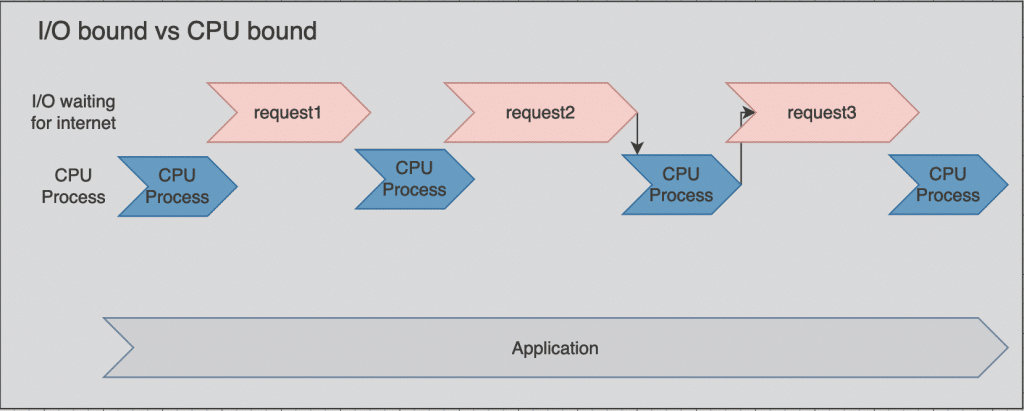 I/O bound vs CPU bound
I/O waiting
for internet
request1
request2
request3
CPU
Process
CPU
Process
CPU
Process
CPU
Process
CPU
Process
Application